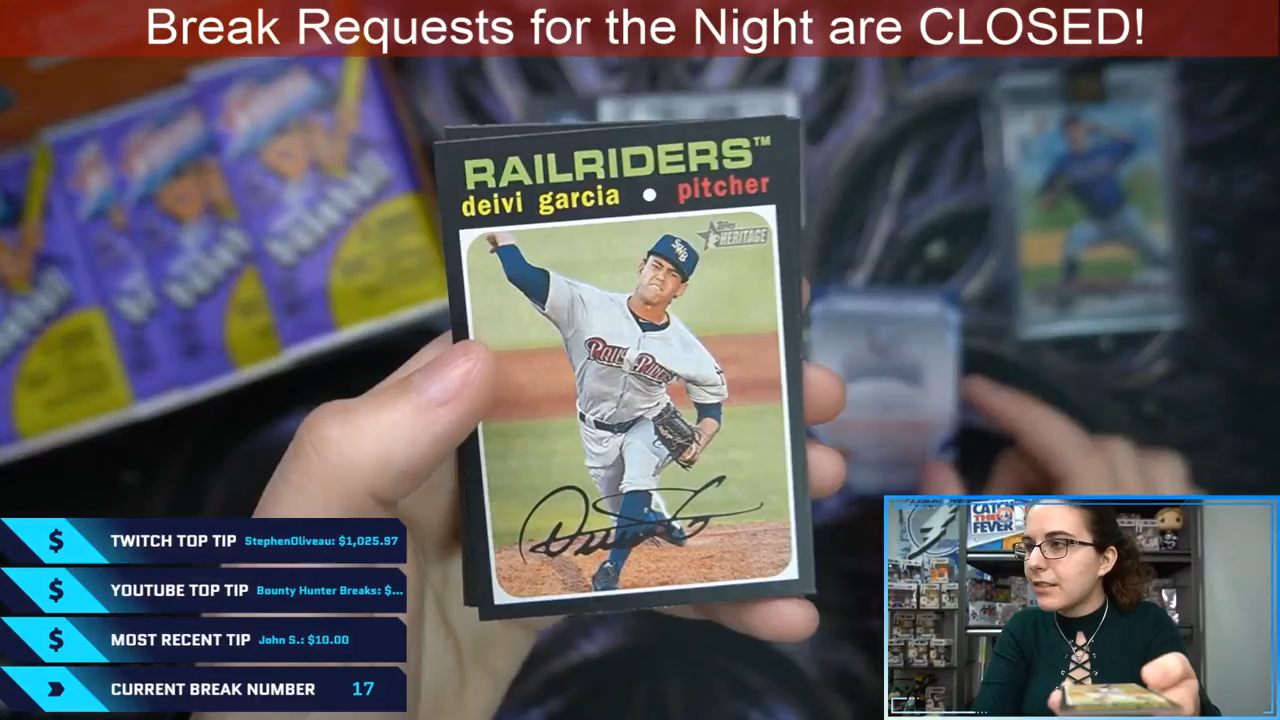 Break Requests for the Night are CLOSED!
RAILRIDERS™
deivi garcia • pitcher
Topps
HERITAGE
SWB
RAILRIDERS
CATCH
THE
FEVER
TWITCH TOP TIP StephenOliveau: $1,025.97
YOUTUBE TOP TIP Bounty Hunter Breaks: $...
MOST RECENT TIP John S.: $10.00
CURRENT BREAK NUMBER 17